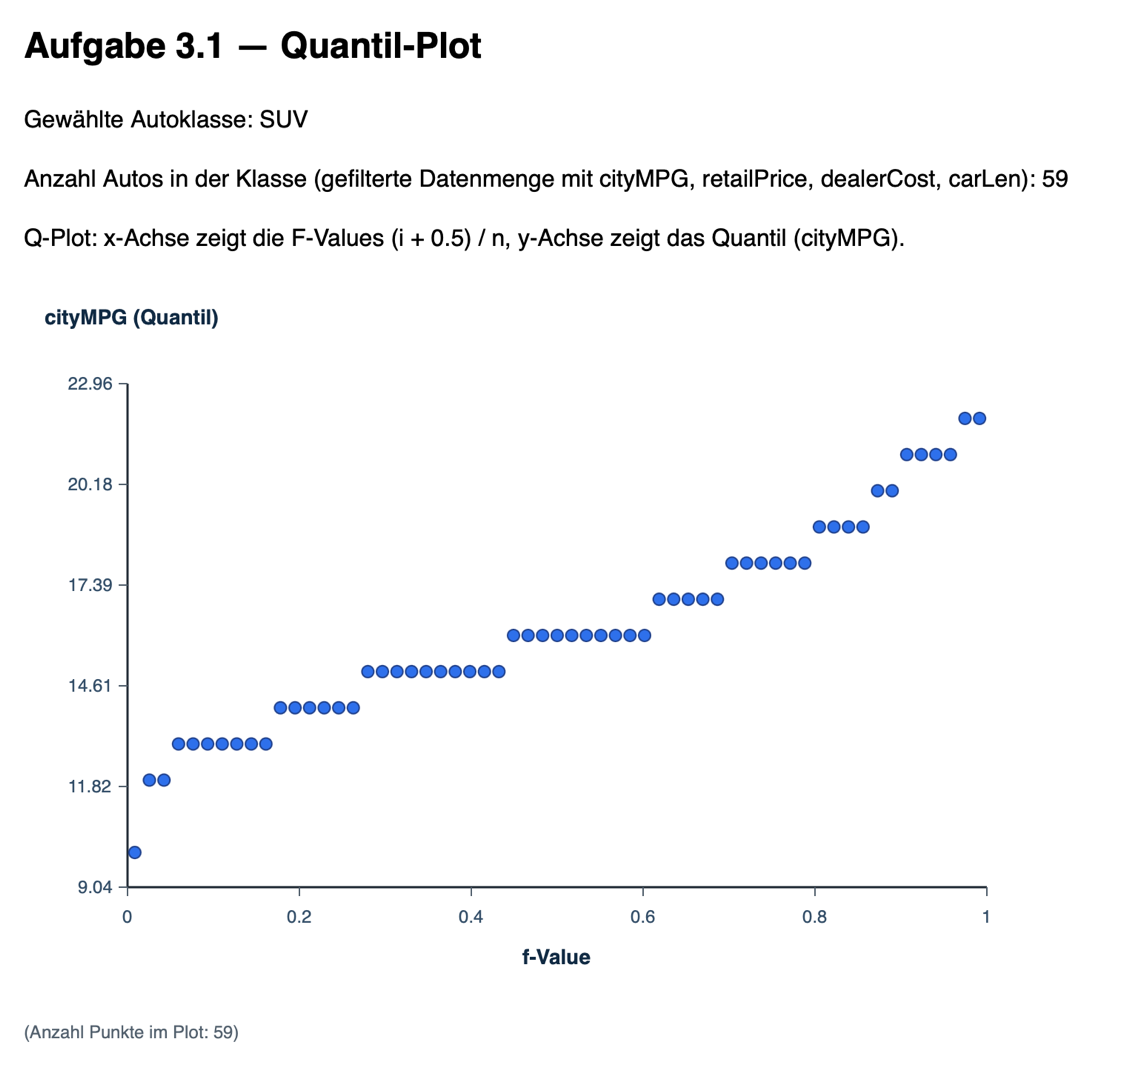 Aufgabe 3.1 — Quantil-Plot
Gewählte Autoklasse: SUV
Anzahl Autos in der Klasse (gefilterte Datenmenge mit cityMPG, retailPrice, dealerCost, carLen): 59
Q-Plot: x-Achse zeigt die F-Values (i + 0.5) / n, y-Achse zeigt das Quantil (cityMPG).
cityMPG (Quantil)
22.96
20.18
17.39
14.61
11.82
9.04
0 0.2 0.4 0.6 0.8 1
f-Value
(Anzahl Punkte im Plot: 59)